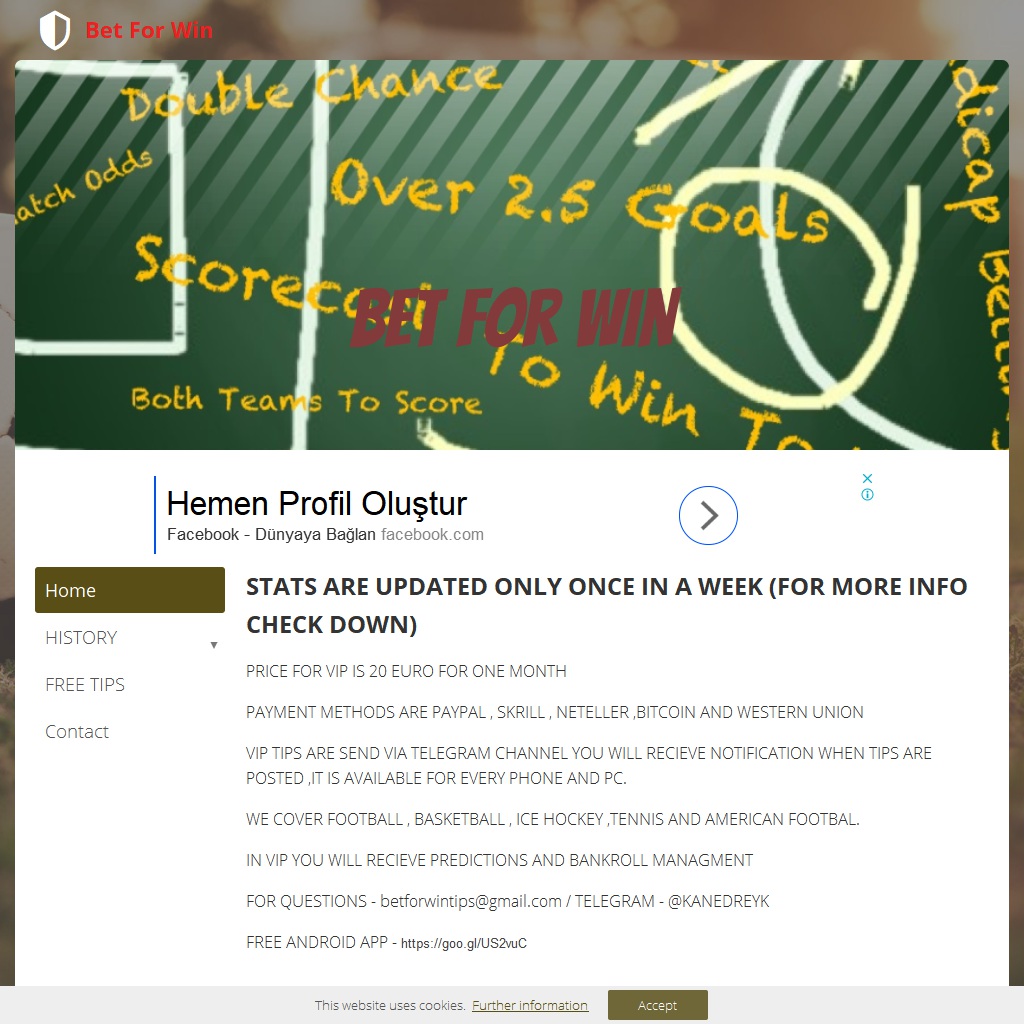 Bet For Win
Double Chance
atch Odds
Over 2.5 Goals
dicap
Scorecast
BET FOR WIN
To Win To
Both Teams To Score
Hemen Profil Oluştur
Facebook - Dünyaya Bağlan facebook.com
Home
HISTORY
FREE TIPS
Contact
STATS ARE UPDATED ONLY ONCE IN A WEEK (FOR MORE INFO
CHECK DOWN)
PRICE FOR VIP IS 20 EURO FOR ONE MONTH
PAYMENT METHODS ARE PAYPAL , SKRILL , NETELLER ,BITCOIN AND WESTERN UNION
VIP TIPS ARE SEND VIA TELEGRAM CHANNEL YOU WILL RECIEVE NOTIFICATION WHEN TIPS ARE
POSTED ,IT IS AVAILABLE FOR EVERY PHONE AND PC.
WE COVER FOOTBALL , BASKETBALL , ICE HOCKEY ,TENNIS AND AMERICAN FOOTBAL.
IN VIP YOU WILL RECIEVE PREDICTIONS AND BANKROLL MANAGMENT
FOR QUESTIONS - betforwintips@gmail.com / TELEGRAM - @KANEDREYK
FREE ANDROID APP - https://goo.gl/US2vuC
This website uses cookies. Further information
Accept